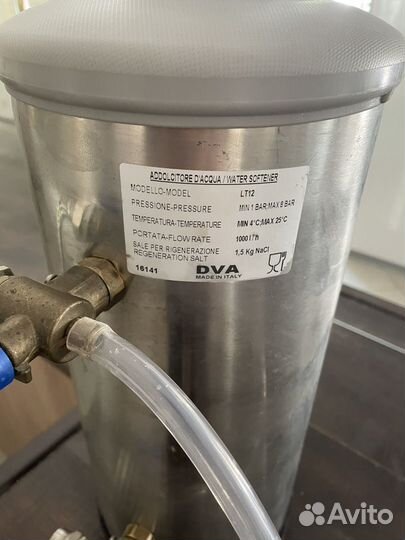 ADDOLCITORE D'ACQUA / WATER SOFTENER
MODELLO-MODEL LT12
PRESSIONE-PRESSURE MIN 1 BAR;MAX 8 BAR
TEMPERATURA-TEMPERATURE MIN 4°C;MAX 25°C
PORTATA-FLOW RATE 1000 l°/h
SALE PER RIGENERAZIONE
REGENERATION SALT 1,5 Kg NaCl
16141 DVA
MADE IN ITALY
Avito